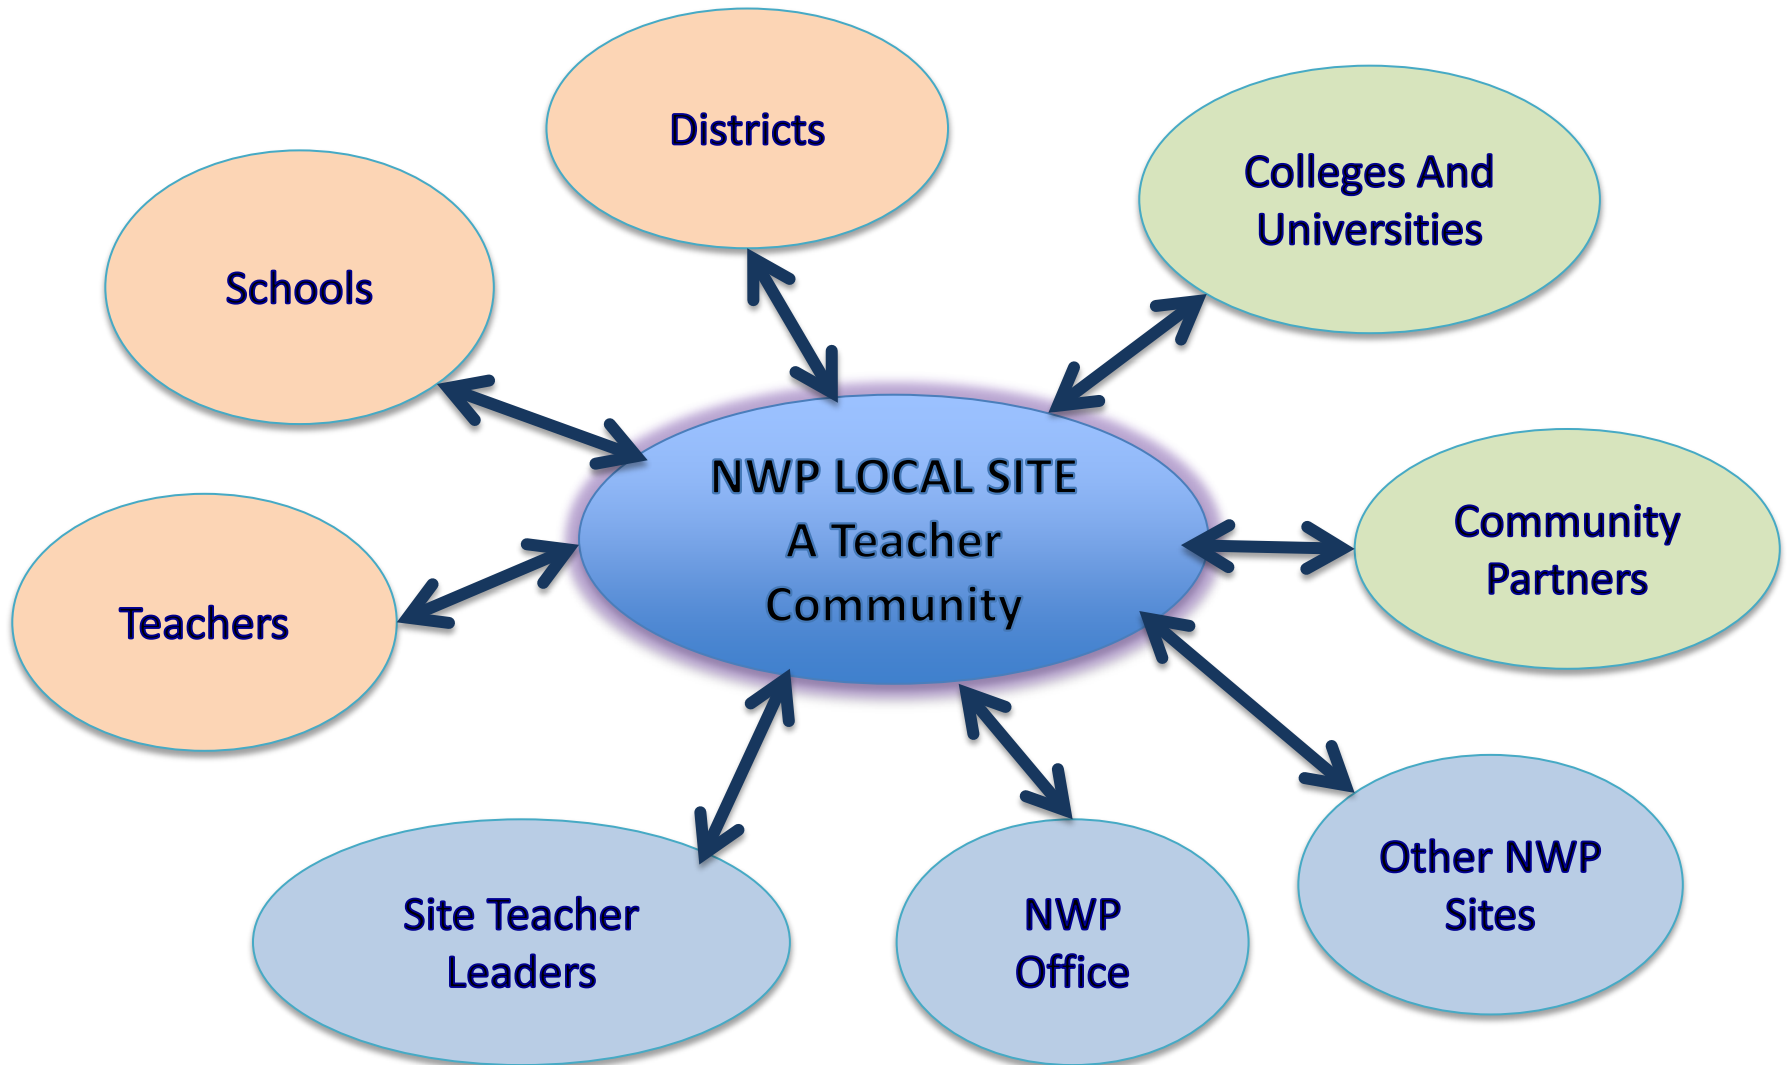 Districts
Colleges And
Universities
Schools
NWP LOCAL SITE
A Teacher
Community
Community
Partners
Teachers
Other NWP
Sites
Site Teacher
Leaders
NWP
Office